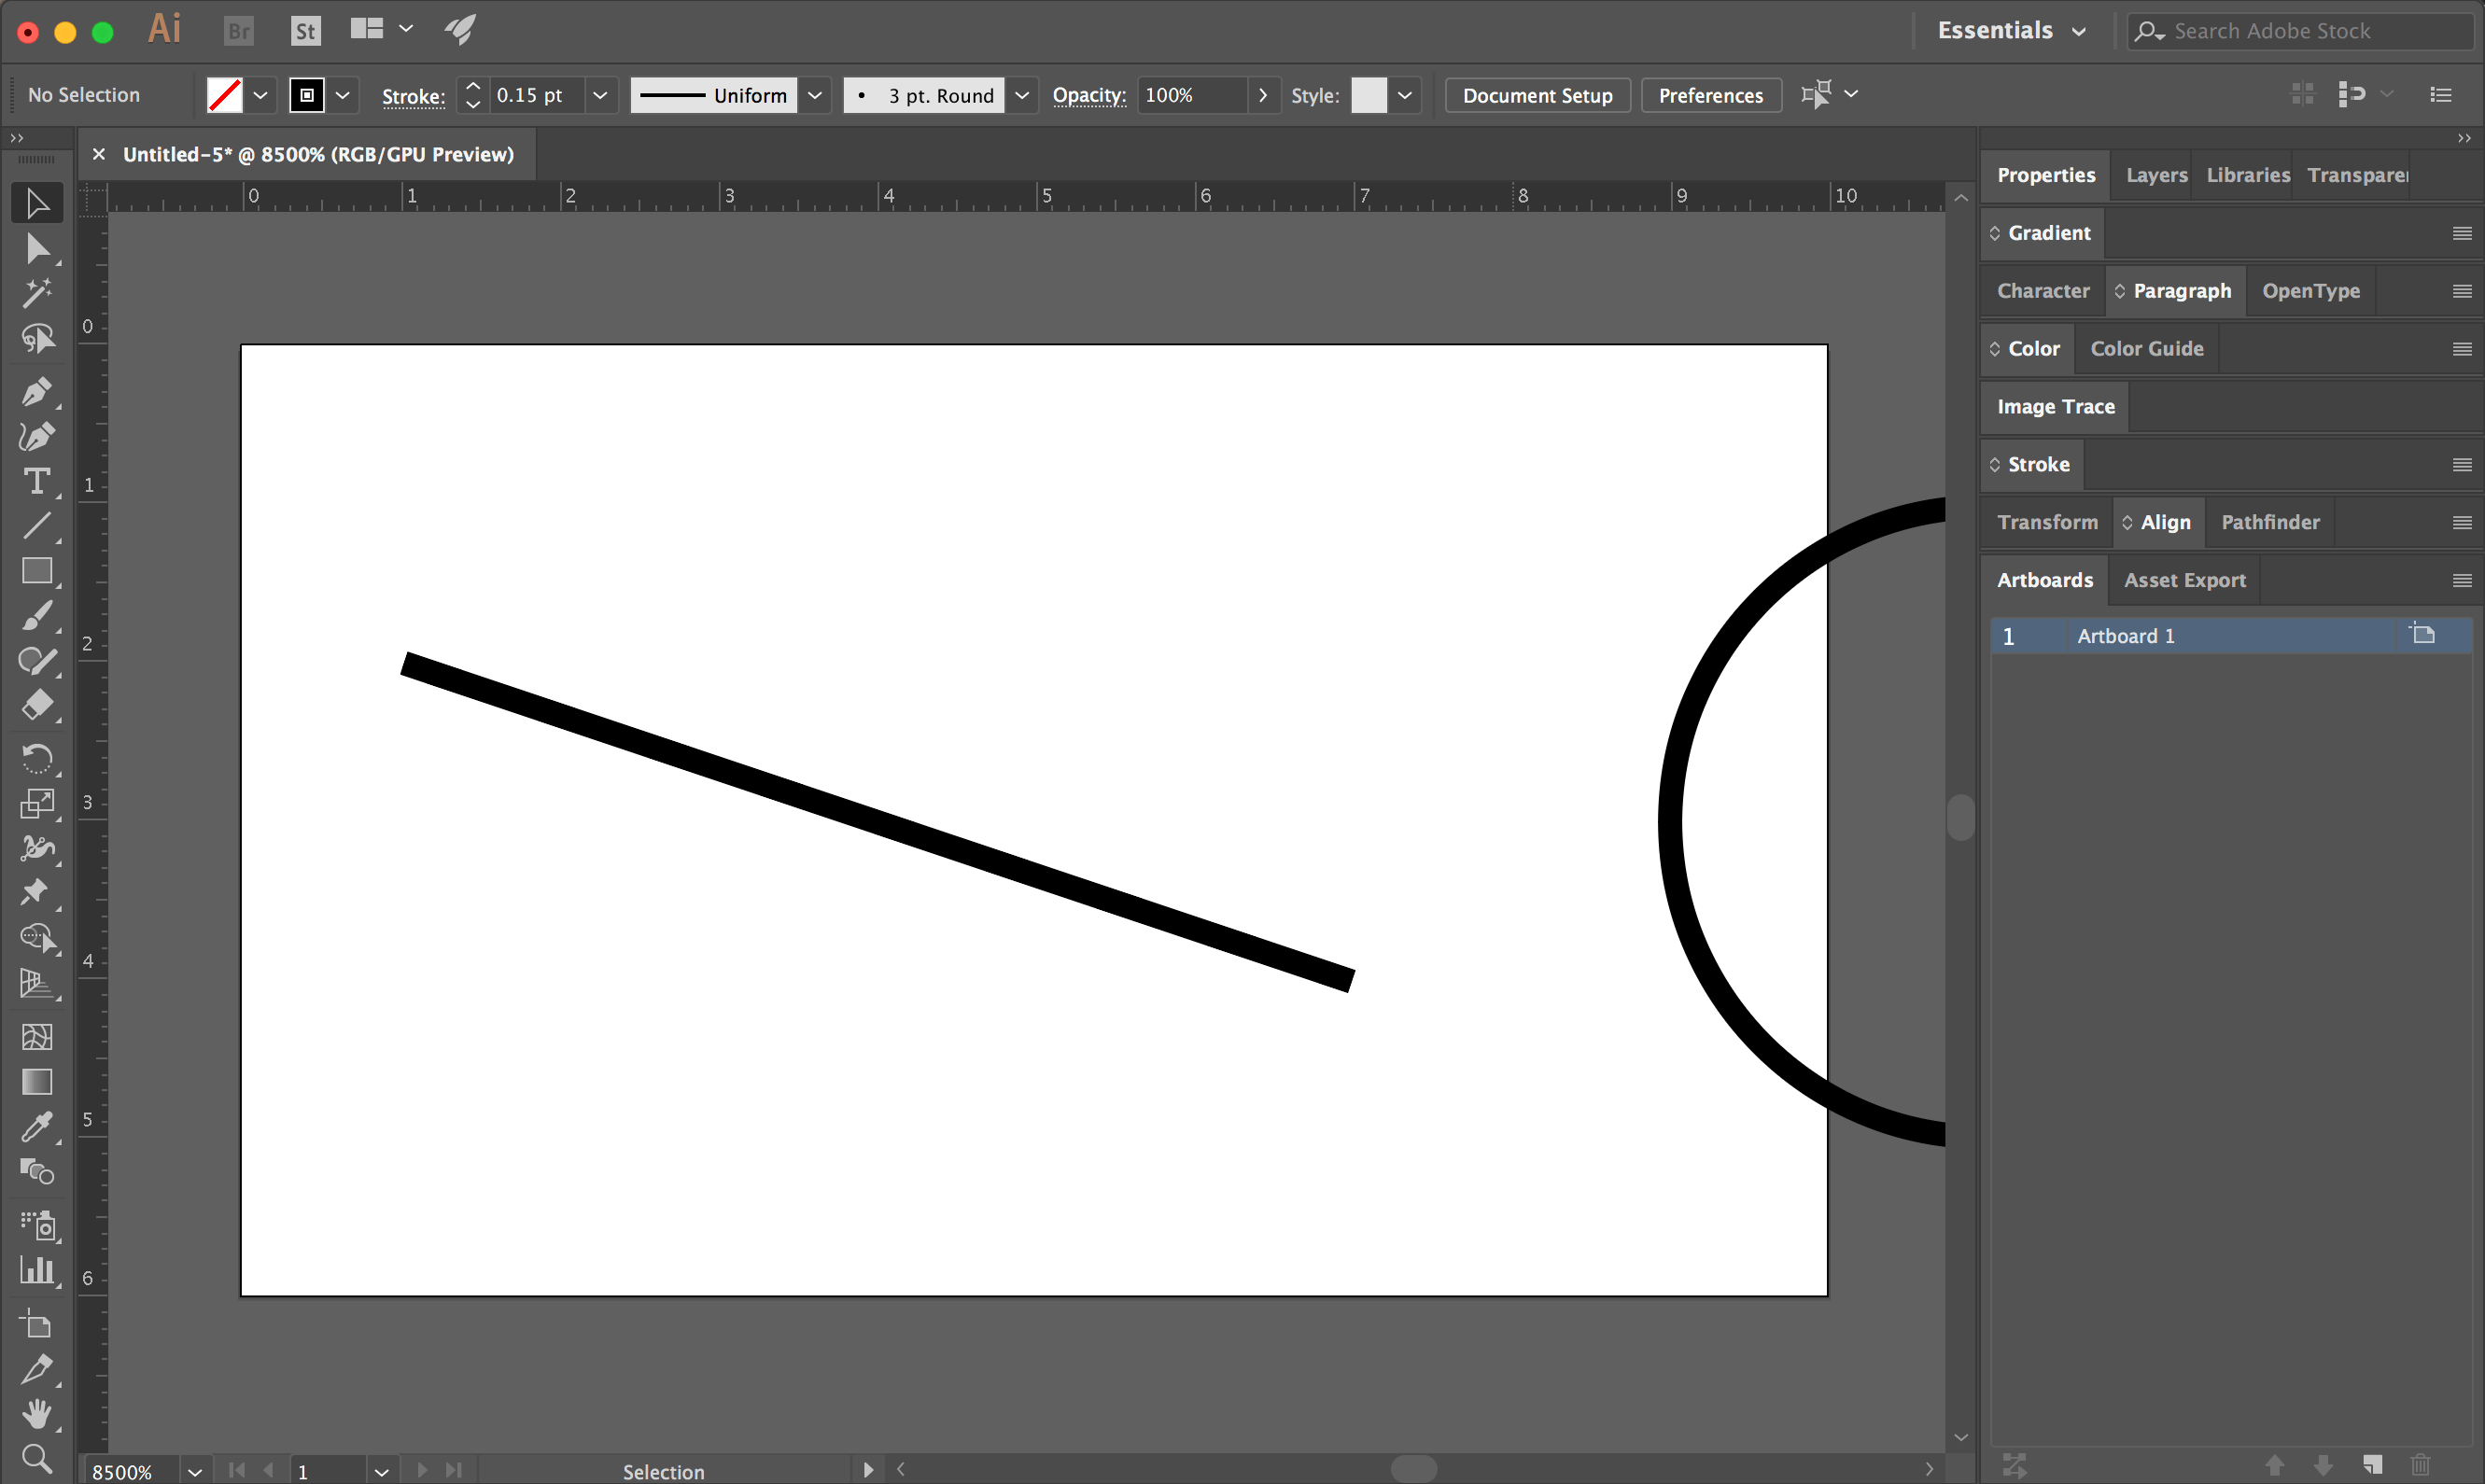 Ai Br St Essentials Search Adobe Stock
No Selection Stroke: 0.15 pt Uniform 3 pt. Round Opacity: 100% Style: Document Setup Preferences
Untitled-5* @ 8500% (RGB/GPU Preview)
0 1 2 3 4 5 6 7 8 9 10
0
1
2
3
4
5
6
Properties Layers Libraries Transpare
Gradient
Character Paragraph OpenType
Color Color Guide
Image Trace
Stroke
Transform Align Pathfinder
Artboards Asset Export
1 Artboard 1
8500% 1 Selection